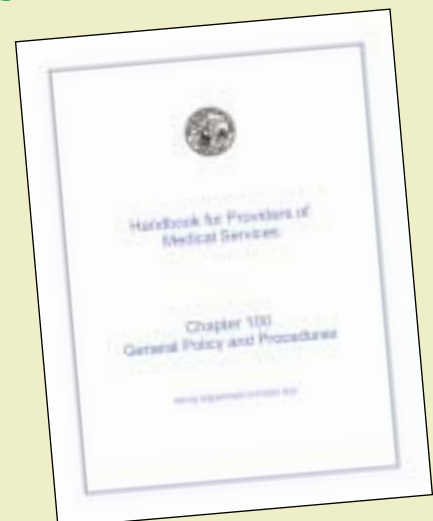 Handbook for Providers of
Medical Services
Chapter 100
General Policy and Procedures